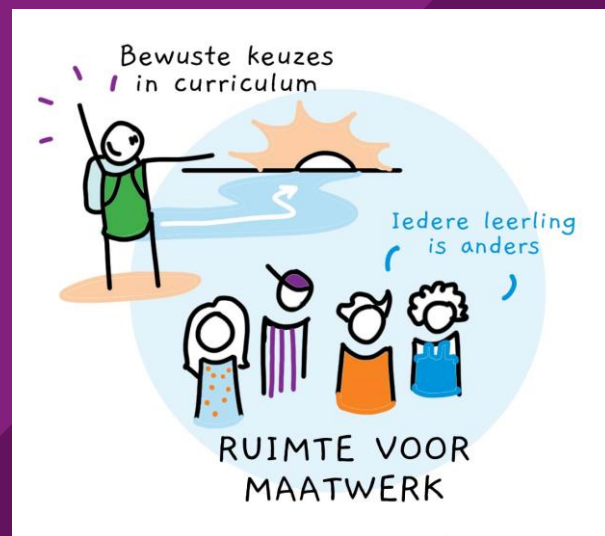 Bewuste keuzes
in curriculum
Iedere leerling
is anders
RUIMTE VOOR
MAATWERK